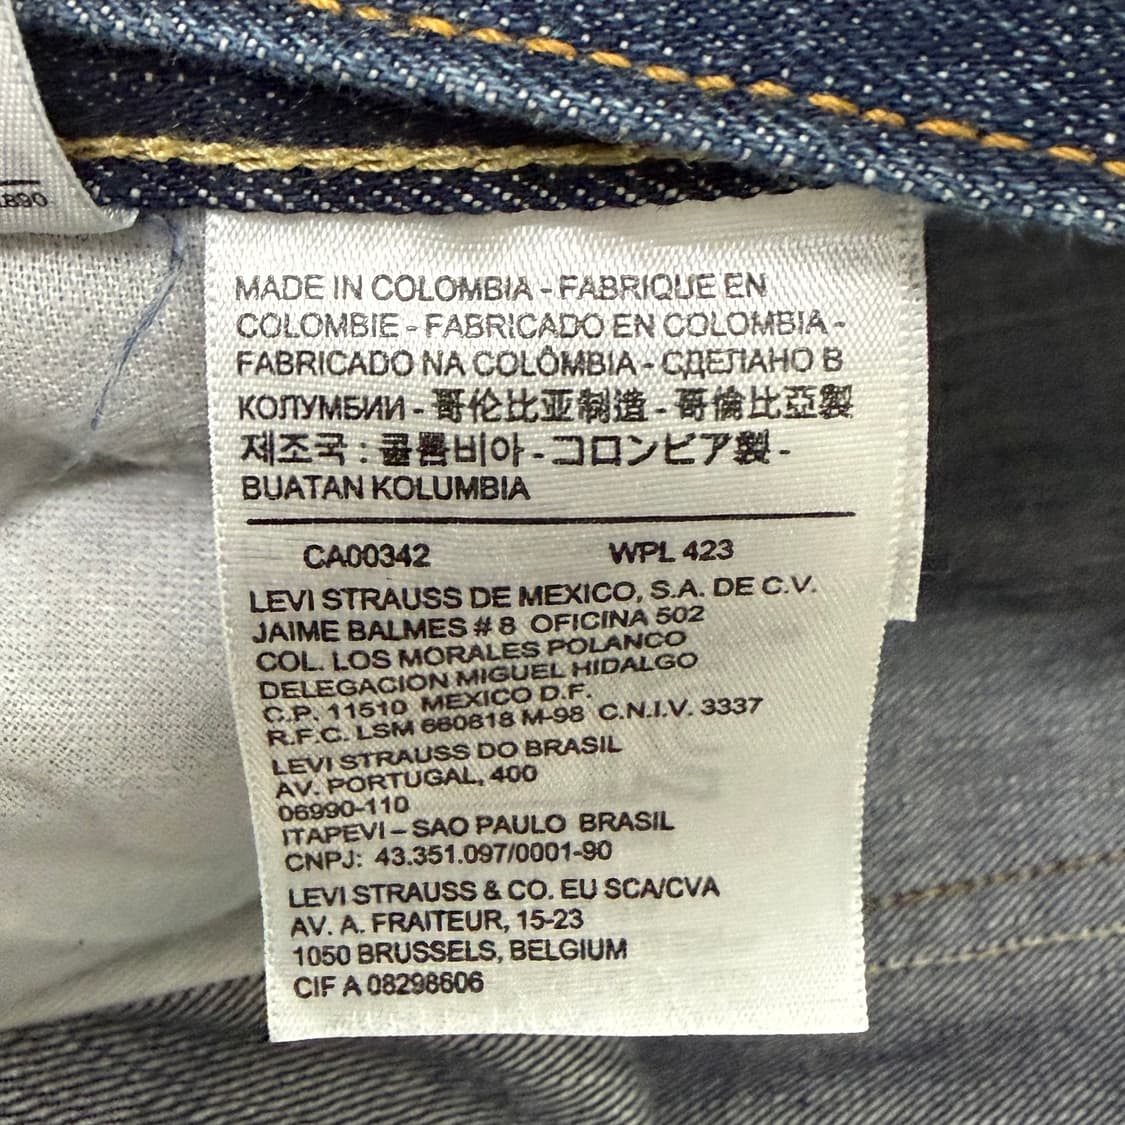 890
MADE IN COLOMBIA - FABRIQUE EN
COLOMBIE - FABRICADO EN COLOMBIA -
FABRICADO NA COLÔMBIA - СДЕЛАНО В
КОЛУМБИИ - 哥伦比亚制造 - 哥倫比亞製
제조국 : 콜롬비아 - コロンビア製 -
BUATAN KOLUMBIA
CA00342 WPL 423
LEVI STRAUSS DE MEXICO, S.A. DE C.V.
JAIME BALMES # 8 OFICINA 502
COL. LOS MORALES POLANCO
DELEGACION MIGUEL HIDALGO
C.P. 11510 MEXICO D.F.
R.F.C. LSM 860818 M-98 C.N.I.V. 3337
LEVI STRAUSS DO BRASIL
AV. PORTUGAL, 400
06990-110
ITAPEVI – SAO PAULO BRASIL
CNPJ: 43.351.097/0001-90
LEVI STRAUSS & CO. EU SCA/CVA
AV. A. FRAITEUR, 15-23
1050 BRUSSELS, BELGIUM
CIF A 08298606